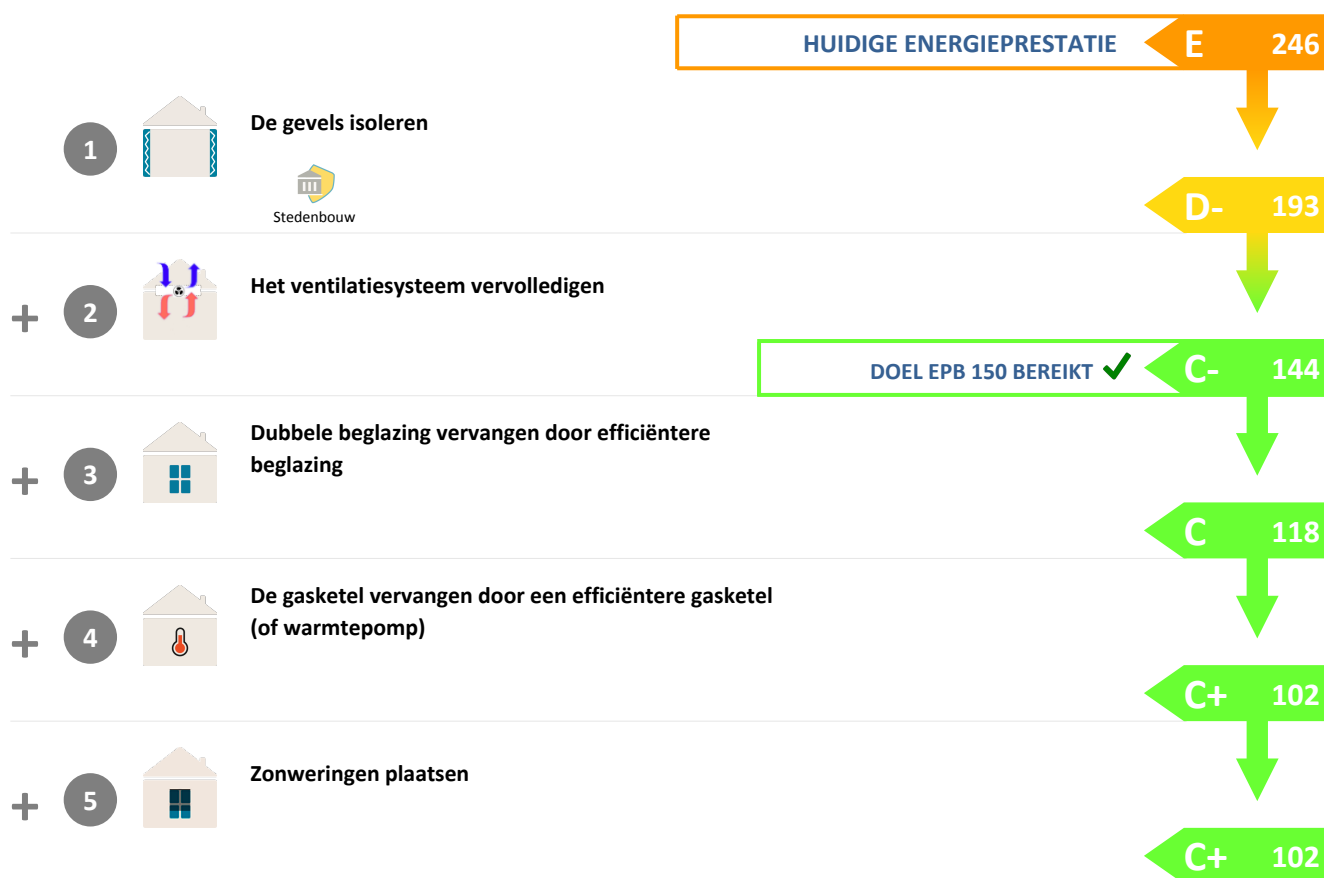 HUIDIGE ENERGIEPRESTATIE E 246
1 De gevels isoleren
Stedenbouw
D- 193
+ 2 Het ventilatiesysteem vervolledigen
DOEL EPB 150 BEREIKT ✔ C- 144
+ 3 Dubbele beglazing vervangen door efficiëntere
beglazing
C 118
+ 4 De gasketel vervangen door een efficiëntere gasketel
(of warmtepomp)
C+ 102
+ 5 Zonweringen plaatsen
C+ 102